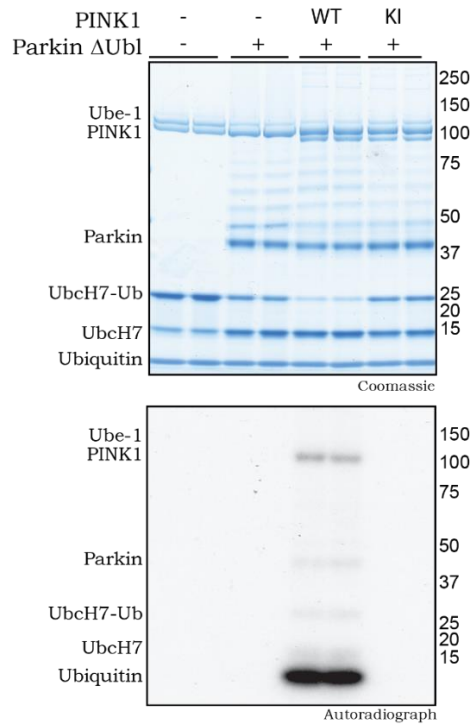 PINK1 - - WT KI
Parkin ΔUbl - + + +
250
Ube-1 150
PINK1 100
75
50
Parkin
37
UbcH7-Ub 25
20
UbcH7 15
Ubiquitin
Coomassic
Ube-1 150
PINK1 100
75
50
Parkin
37
UbcH7-Ub
25
20
UbcH7 15
Ubiquitin
Autoradiograph